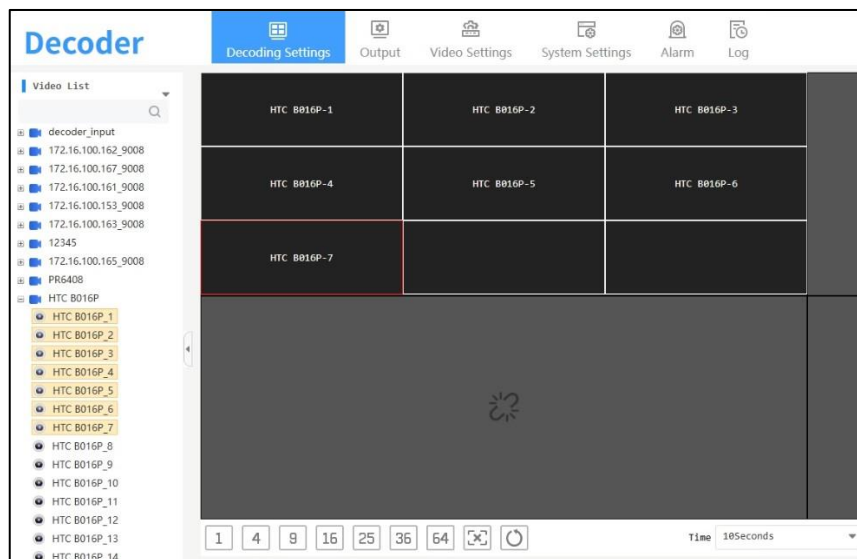 Decoder
Decoding Settings
Output
Video Settings
System Settings
Alarm
Log
Video List
decoder_input
172.16.100.162_9008
172.16.100.167_9008
172.16.100.161_9008
172.16.100.153_9008
172.16.100.163_9008
12345
172.16.100.165_9008
PR6408
HTC B016P
HTC B016P_1
HTC B016P_2
HTC B016P_3
HTC B016P_4
HTC B016P_5
HTC B016P_6
HTC B016P_7
HTC B016P_8
HTC B016P_9
HTC B016P_10
HTC B016P_11
HTC B016P_12
HTC B016P_13
HTC B016P_14
HTC B016P-1
HTC B016P-2
HTC B016P-3
HTC B016P-4
HTC B016P-5
HTC B016P-6
HTC B016P-7
1 4 9 16 25 36 64
Time 10Seconds